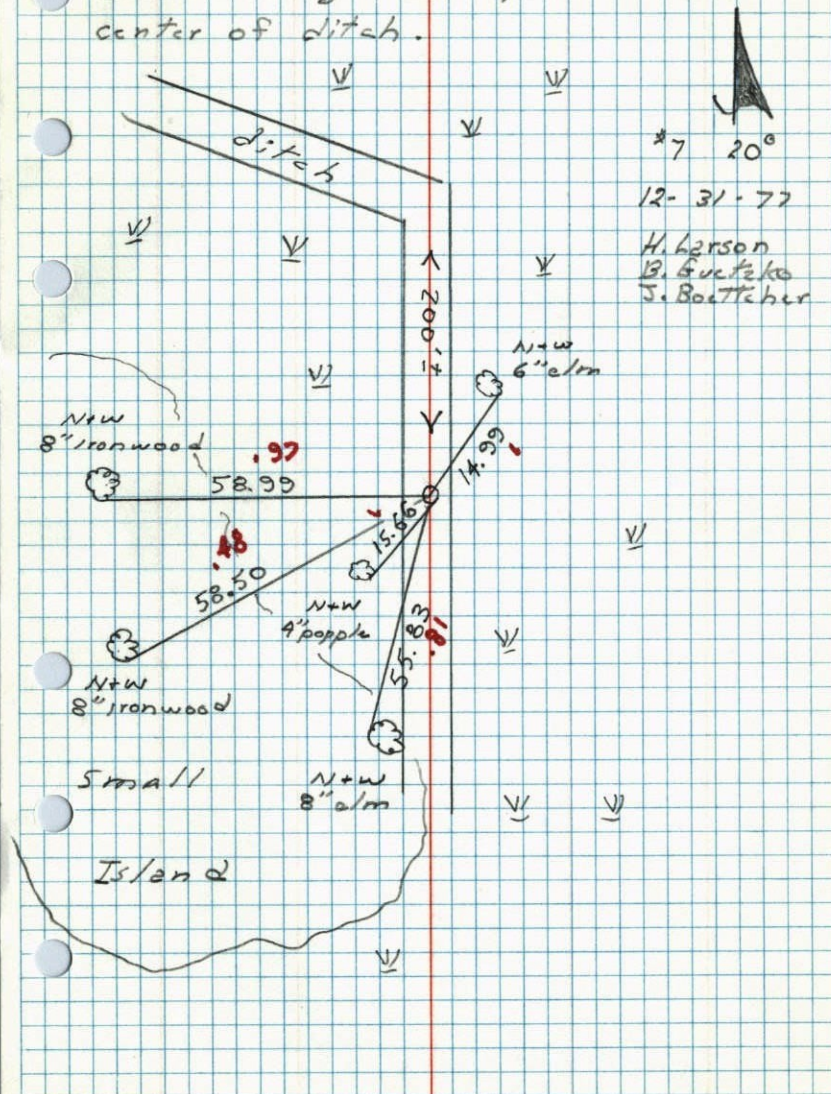 center of ditch.
ditch
#7 20°
12-31-77
H. Larson
B. Guetzko
J. Boettcher
200' ±
N+W
6" elm
14.99
N+W
8" Ironwood
.97
58.99
15.66
.48
58.50
N+W
4" popple
55.83
.81
N+W
8" Ironwood
Small
Island
N+W
8" elm